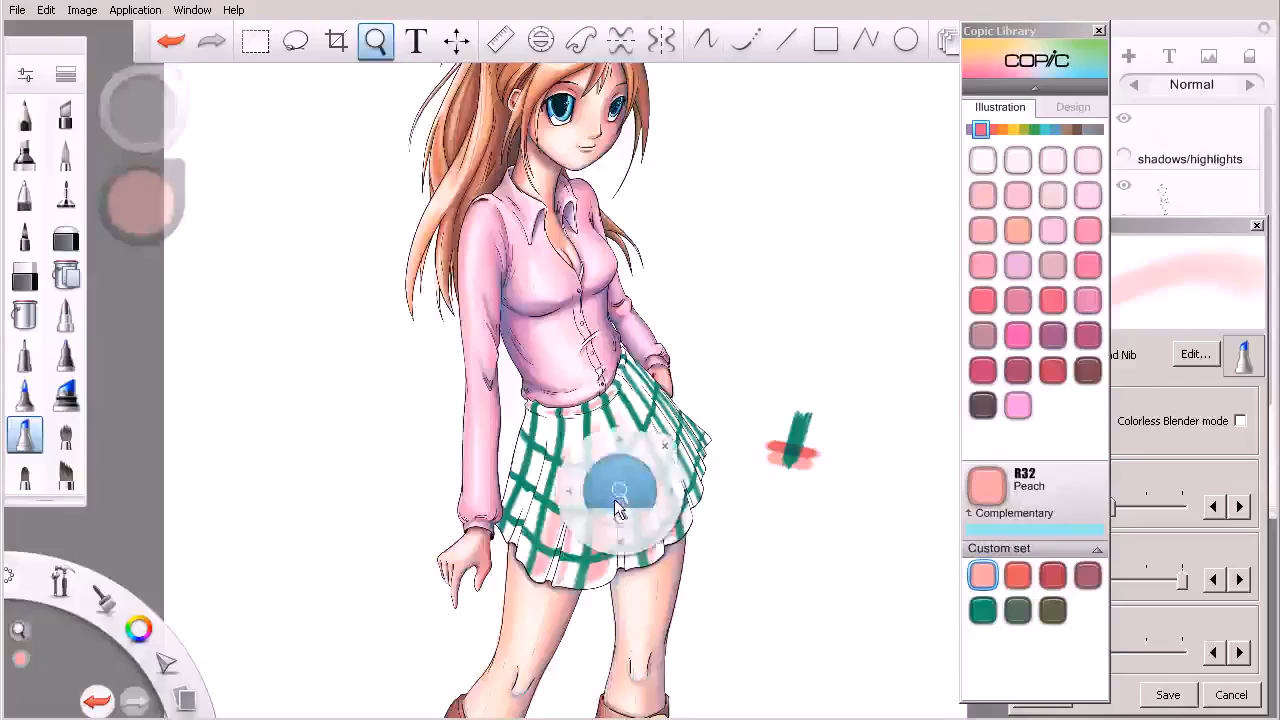 File Edit Image Application Window Help
T
Copic Library
COPIC
T
Normal
Illustration Design
shadows/highlights
d Nib
Edit...
Colorless Blender mode
R32
Peach
Complementary
Custom set
Save Cancel